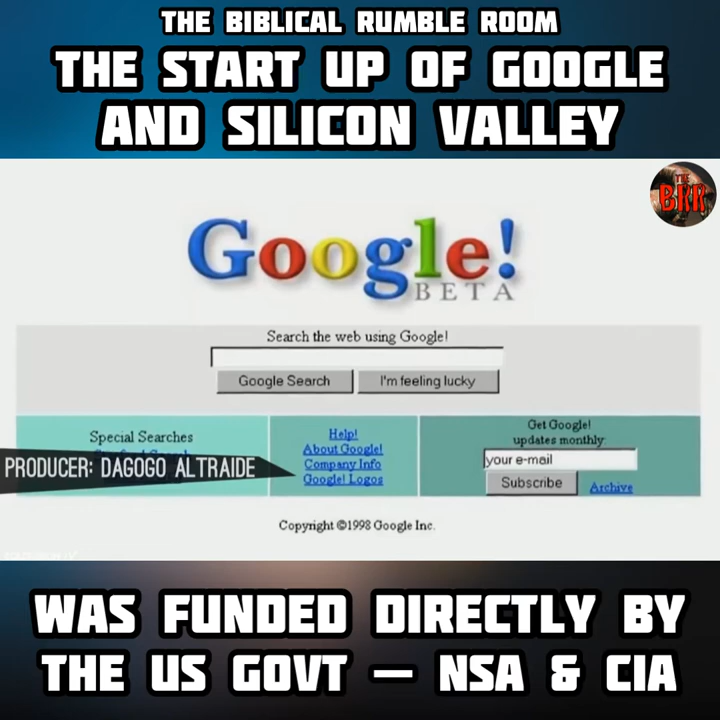 THE BIBLICAL RUMBLE ROOM
THE START UP OF GOOGLE
AND SILICON VALLEY
THE
BRR
Google!
BETA
Search the web using Google!
Google Search I'm feeling lucky
Special Searches
PRODUCER: DAGOGO ALTRAIDE
Help!
About Google!
Company Info
Google! Logos
Get Google!
updates monthly:
your e-mail
Subscribe Archive
Copyright ©1998 Google Inc.
WAS FUNDED DIRECTLY BY
THE US GOVT — NSA & CIA